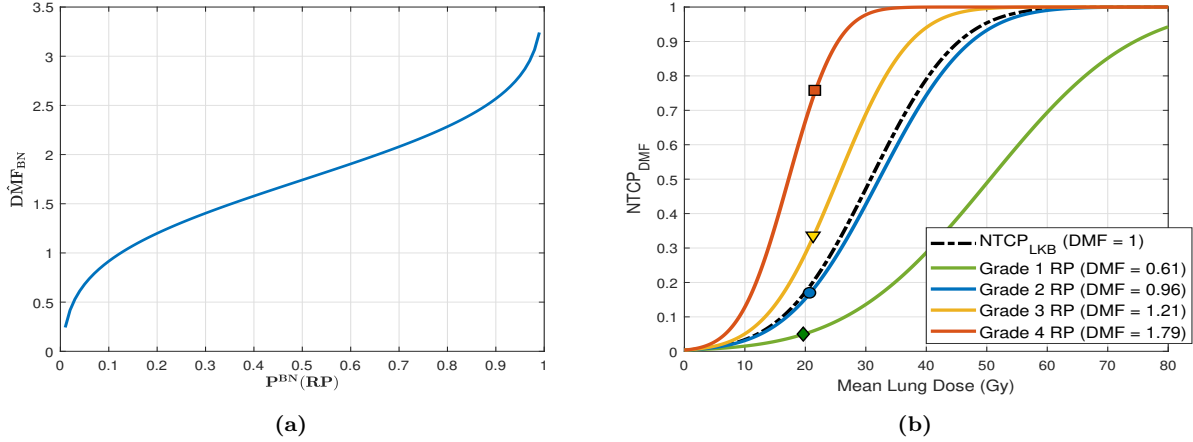 3.5
3
2.5
2
1.5
1
0.5
0
D̂MF_BN
0 0.1 0.2 0.3 0.4 0.5 0.6 0.7 0.8 0.9 1
P^BN(RP)
(a)
1
0.9
0.8
0.7
0.6
0.5
0.4
0.3
0.2
0.1
0
NTCP_DMF
NTCP_LKB (DMF = 1)
Grade 1 RP (DMF = 0.61)
Grade 2 RP (DMF = 0.96)
Grade 3 RP (DMF = 1.21)
Grade 4 RP (DMF = 1.79)
0 10 20 30 40 50 60 70 80
Mean Lung Dose (Gy)
(b)